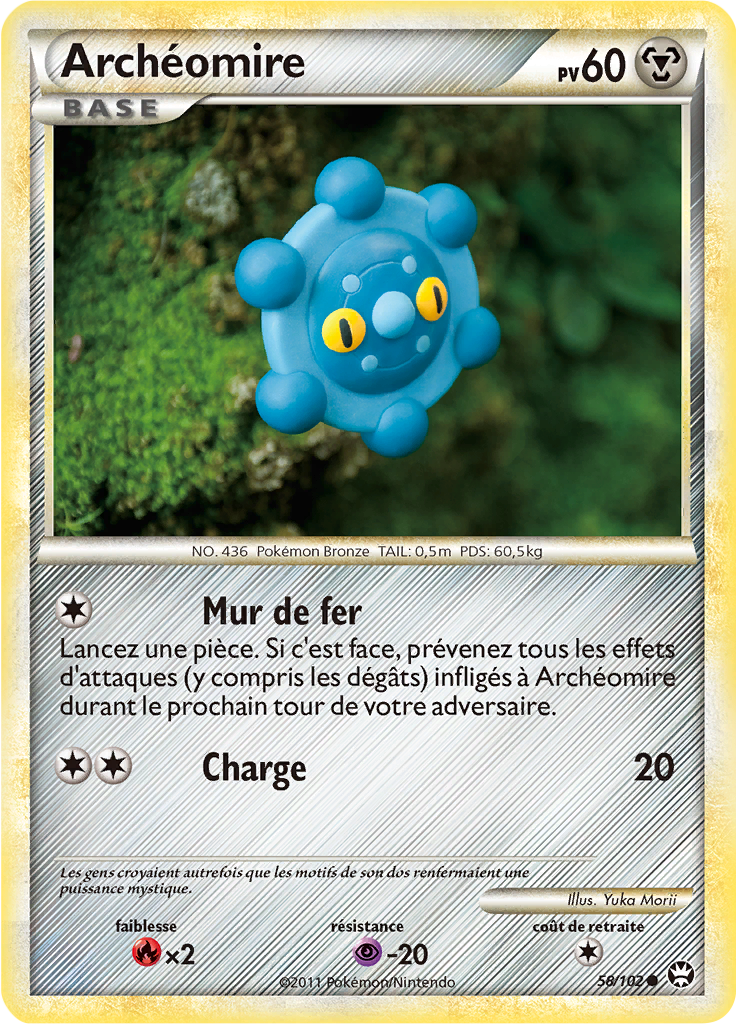 Archéomire
PV60
BASE
NO. 436 Pokémon Bronze TAIL: 0,5m PDS: 60,5kg
Mur de fer
Lancez une pièce. Si c'est face, prévenez tous les effets
d'attaques (y compris les dégâts) infligés à Archéomire
durant le prochain tour de votre adversaire.
Charge 20
Les gens croyaient autrefois que les motifs de son dos renfermaient une
puissance mystique.
Illus. Yuka Morii
faiblesse résistance coût de retraite
×2 -20
©2011 Pokémon/Nintendo
58/102